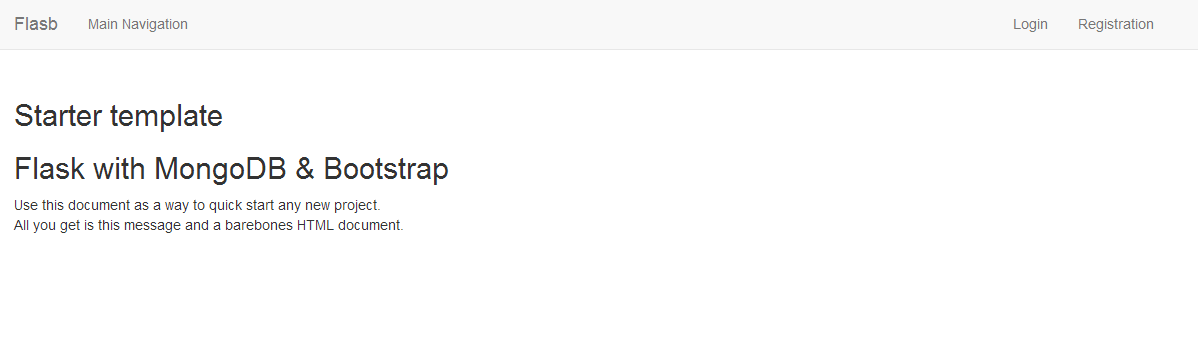 Flasb Main Navigation Login Registration
Starter template
Flask with MongoDB & Bootstrap
Use this document as a way to quick start any new project.
All you get is this message and a barebones HTML document.